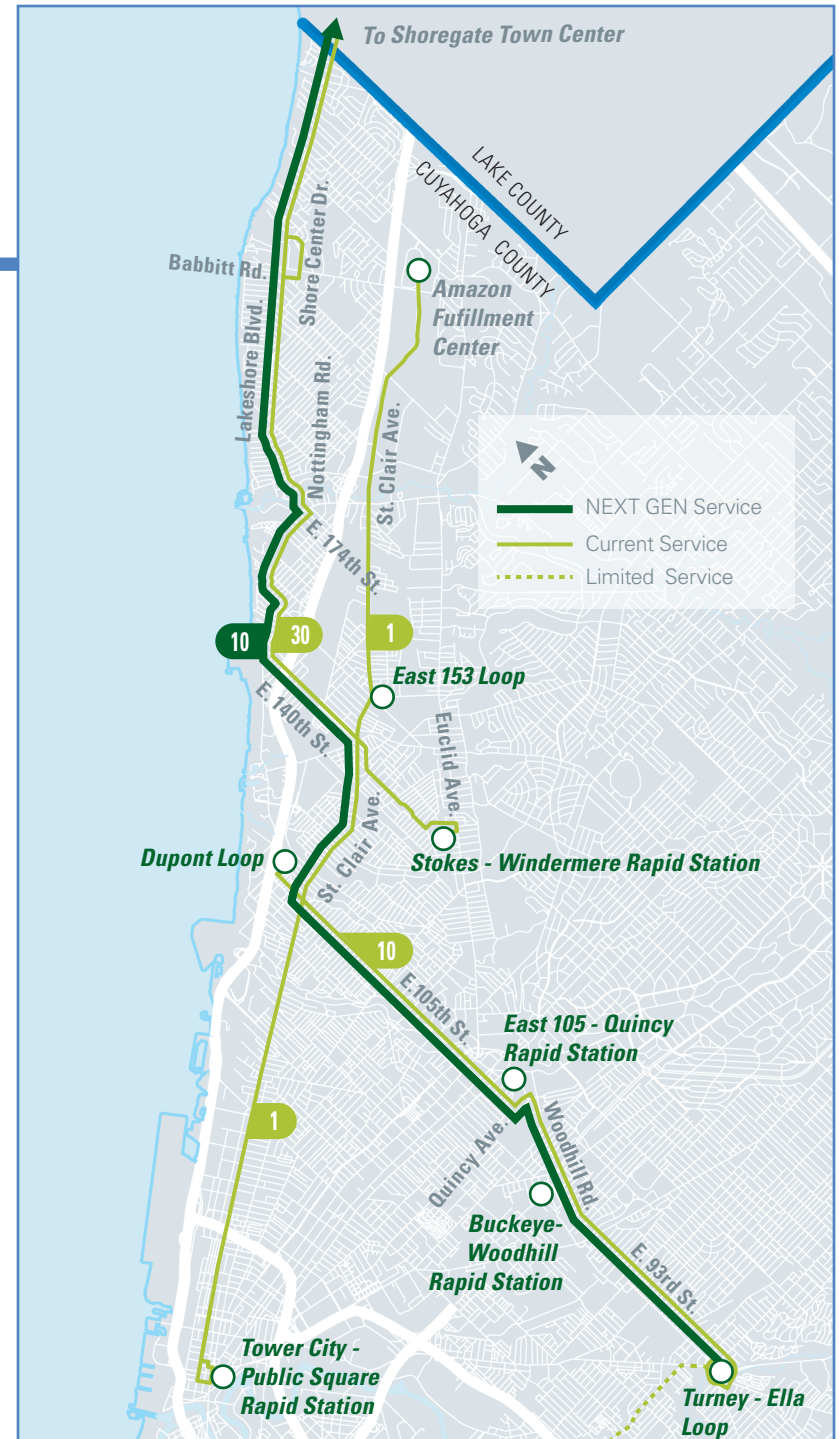 To Shoregate Town Center
LAKE COUNTY
CUYAHOGA COUNTY
Shore Center Dr.
Babbitt Rd.
Lakeshore Blvd.
Amazon
Fufillment
Center
Nottingham Rd.
St. Clair Ave.
N
NEXT GEN Service
Current Service
Limited Service
E. 174th St.
10
30
1
East 153 Loop
E. 140th St.
Euclid Ave.
St. Clair Ave.
Dupont Loop
Stokes - Windermere Rapid Station
10
E.105th St.
East 105 - Quincy
Rapid Station
1
Quincy Ave.
Woodhill Rd.
Buckeye-
Woodhill
Rapid Station
E. 93rd St.
Tower City -
Public Square
Rapid Station
Turney - Ella
Loop